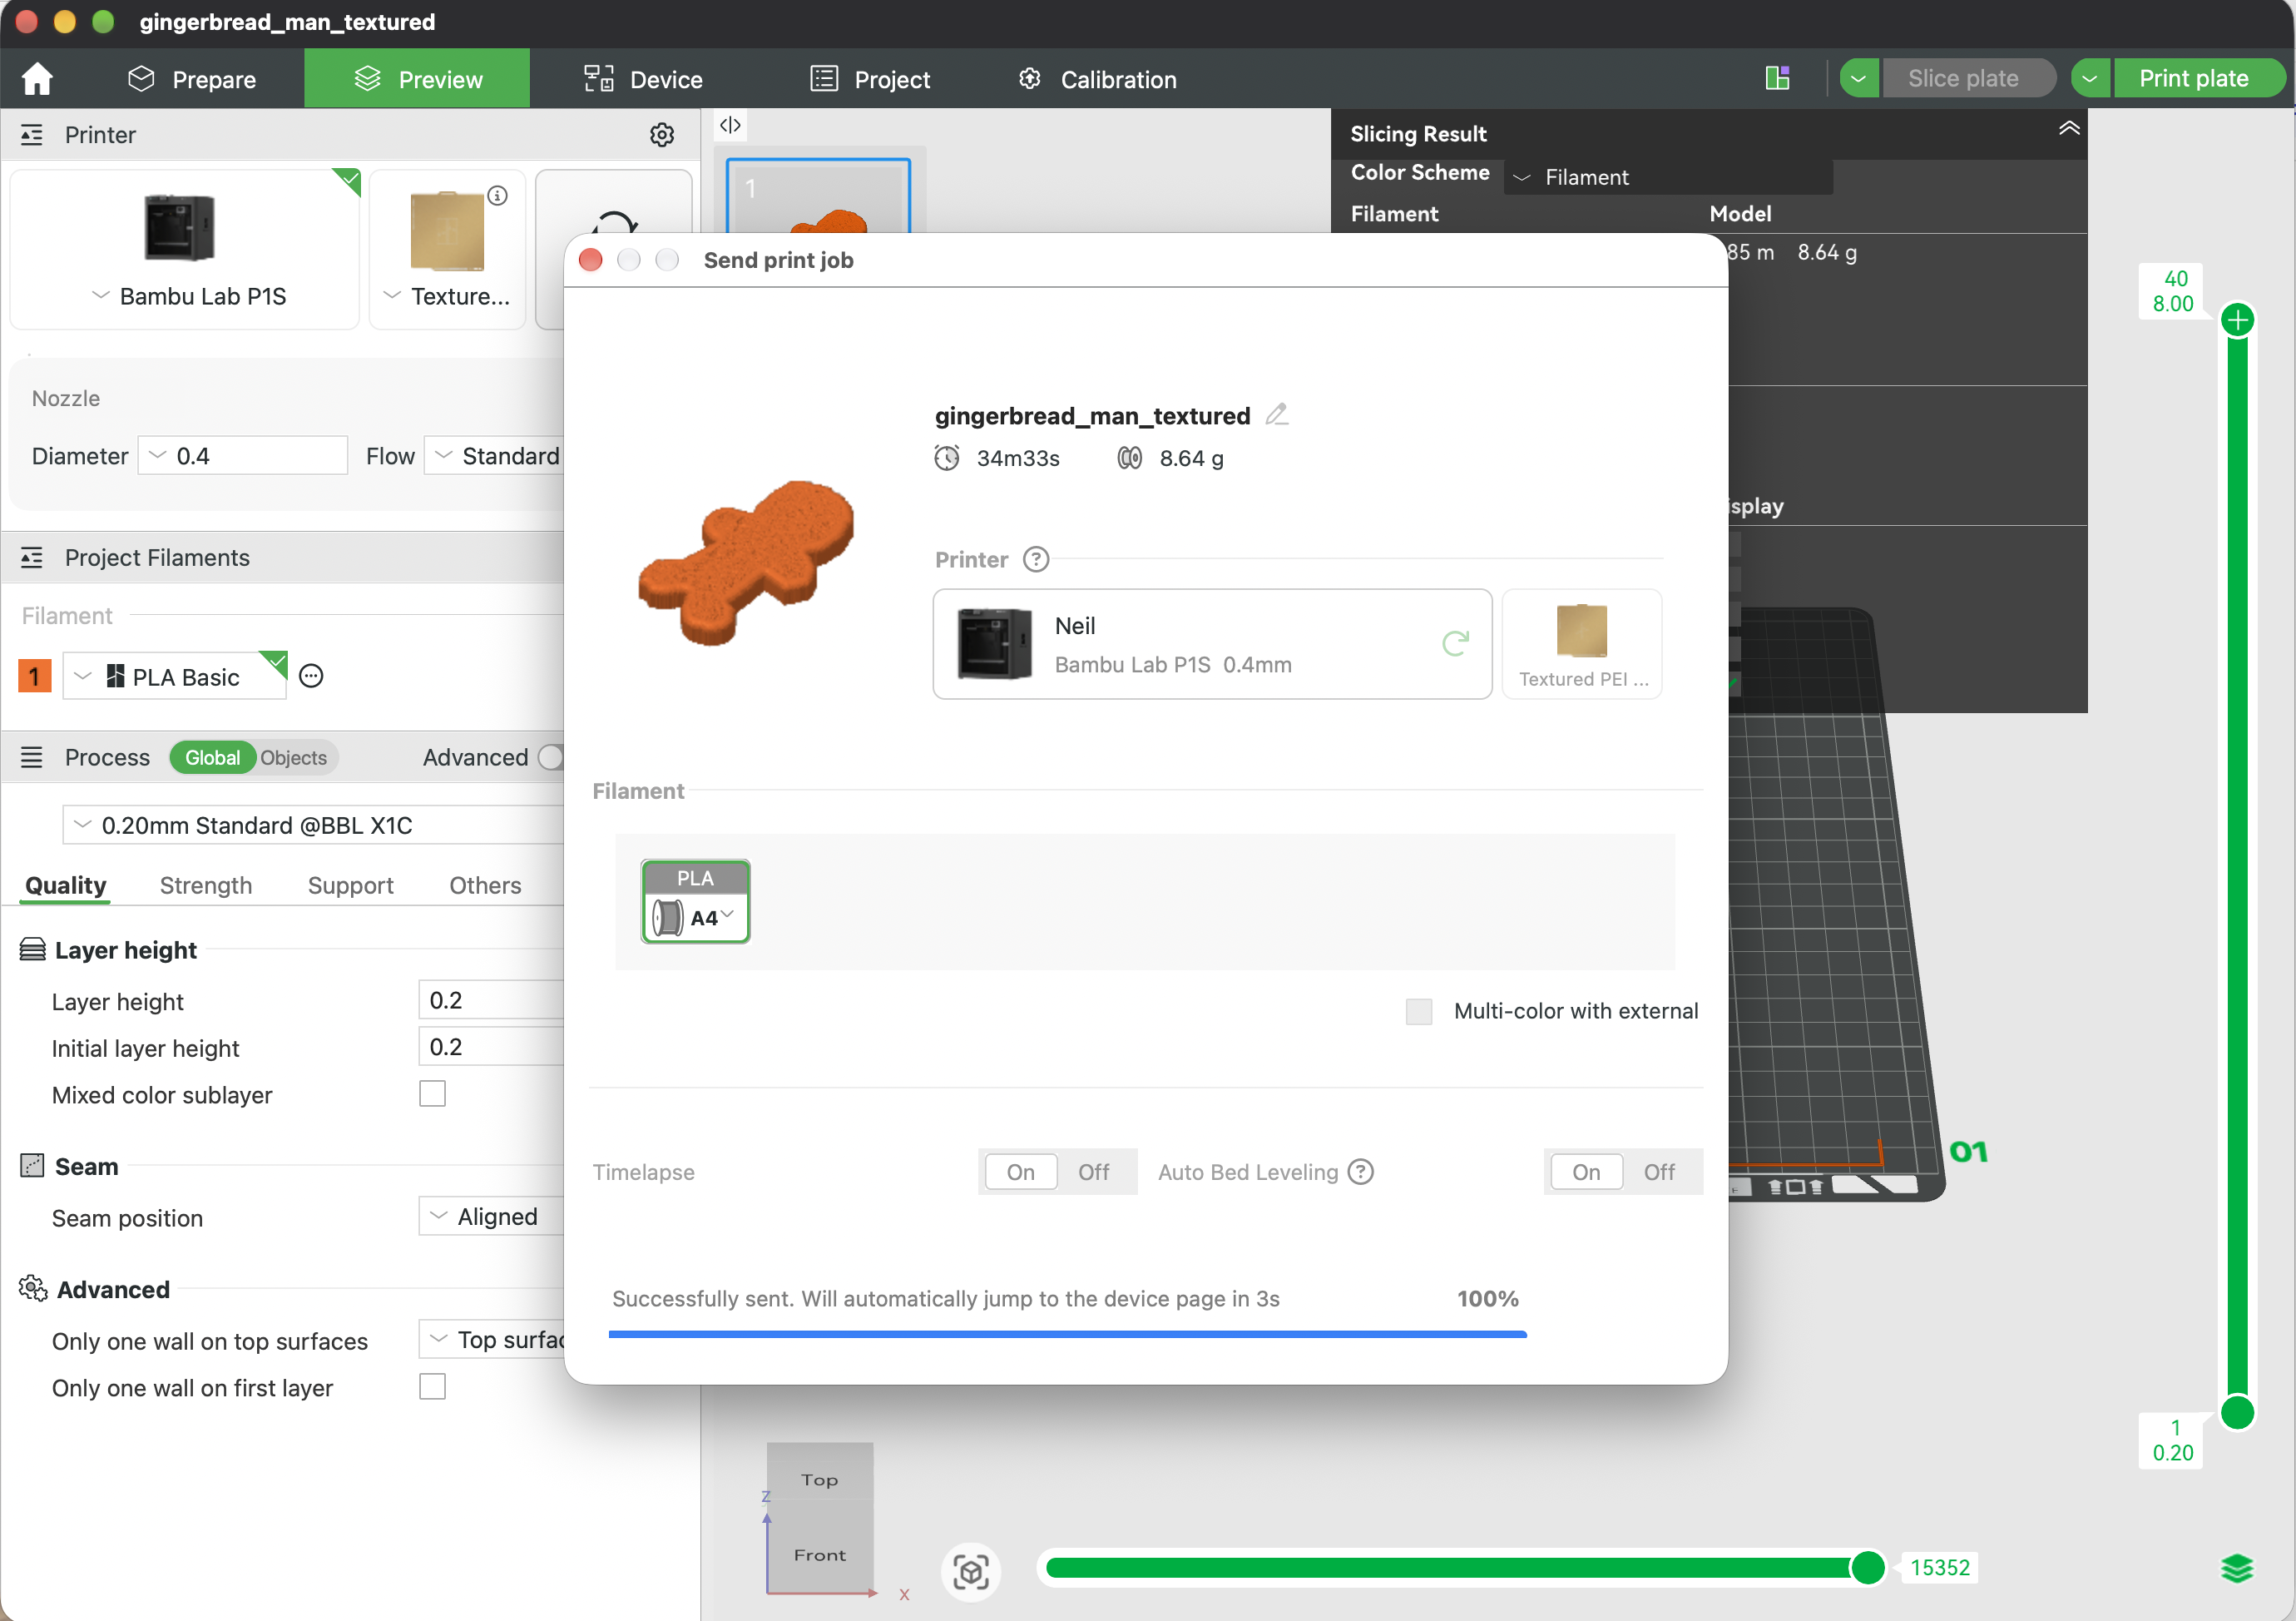 gingerbread_man_textured
Prepare
Preview
Device
Project
Calibration
Slice plate
Print plate
Printer
Bambu Lab P1S
Texture...
Nozzle
Diameter
0.4
Flow
Standard
Project Filaments
Filament
1
PLA Basic
Process
Global
Objects
Advanced
0.20mm Standard @BBL X1C
Quality
Strength
Support
Others
Layer height
Layer height
0.2
Initial layer height
0.2
Mixed color sublayer
Seam
Seam position
Aligned
Advanced
Only one wall on top surfaces
Top surfac
Only one wall on first layer
1
Slicing Result
Color Scheme
Filament
Filament
Model
85 m
8.64 g
isplay
Send print job
gingerbread_man_textured
34m33s
8.64 g
Printer
Neil
Bambu Lab P1S 0.4mm
Textured PEI ...
Filament
PLA
A4
Multi-color with external
Timelapse
On
Off
Auto Bed Leveling
On
Off
Successfully sent. Will automatically jump to the device page in 3s
100%
40
8.00
01
1
0.20
Top
Z
Front
X
15352